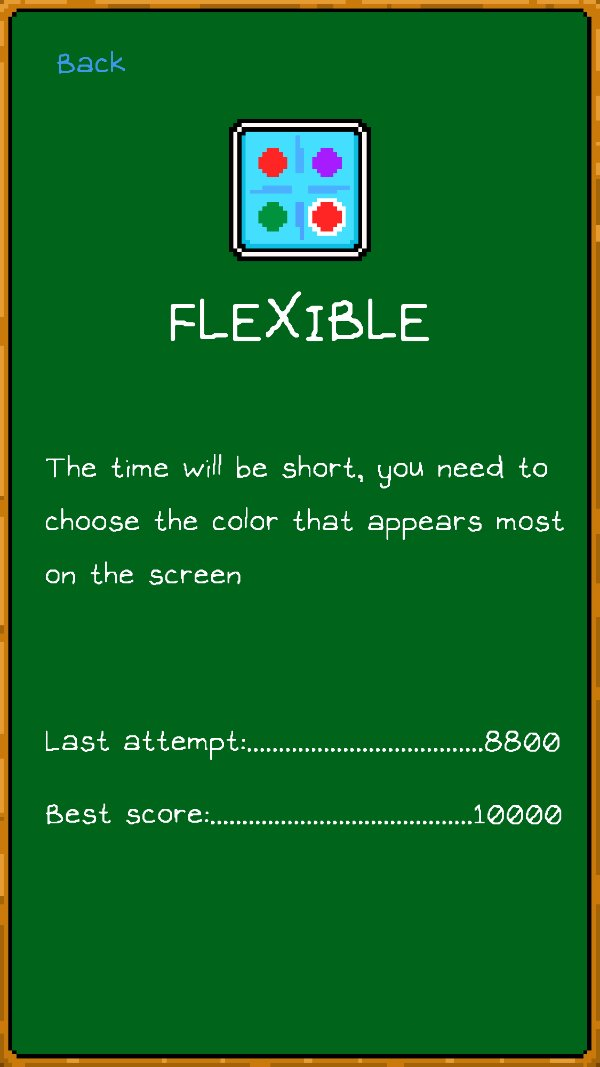 Back
FLEXIBLE
The time will be short, you need to
choose the color that appears most
on the screen
Last attempt:.....................................8800
Best score:.........................................10000